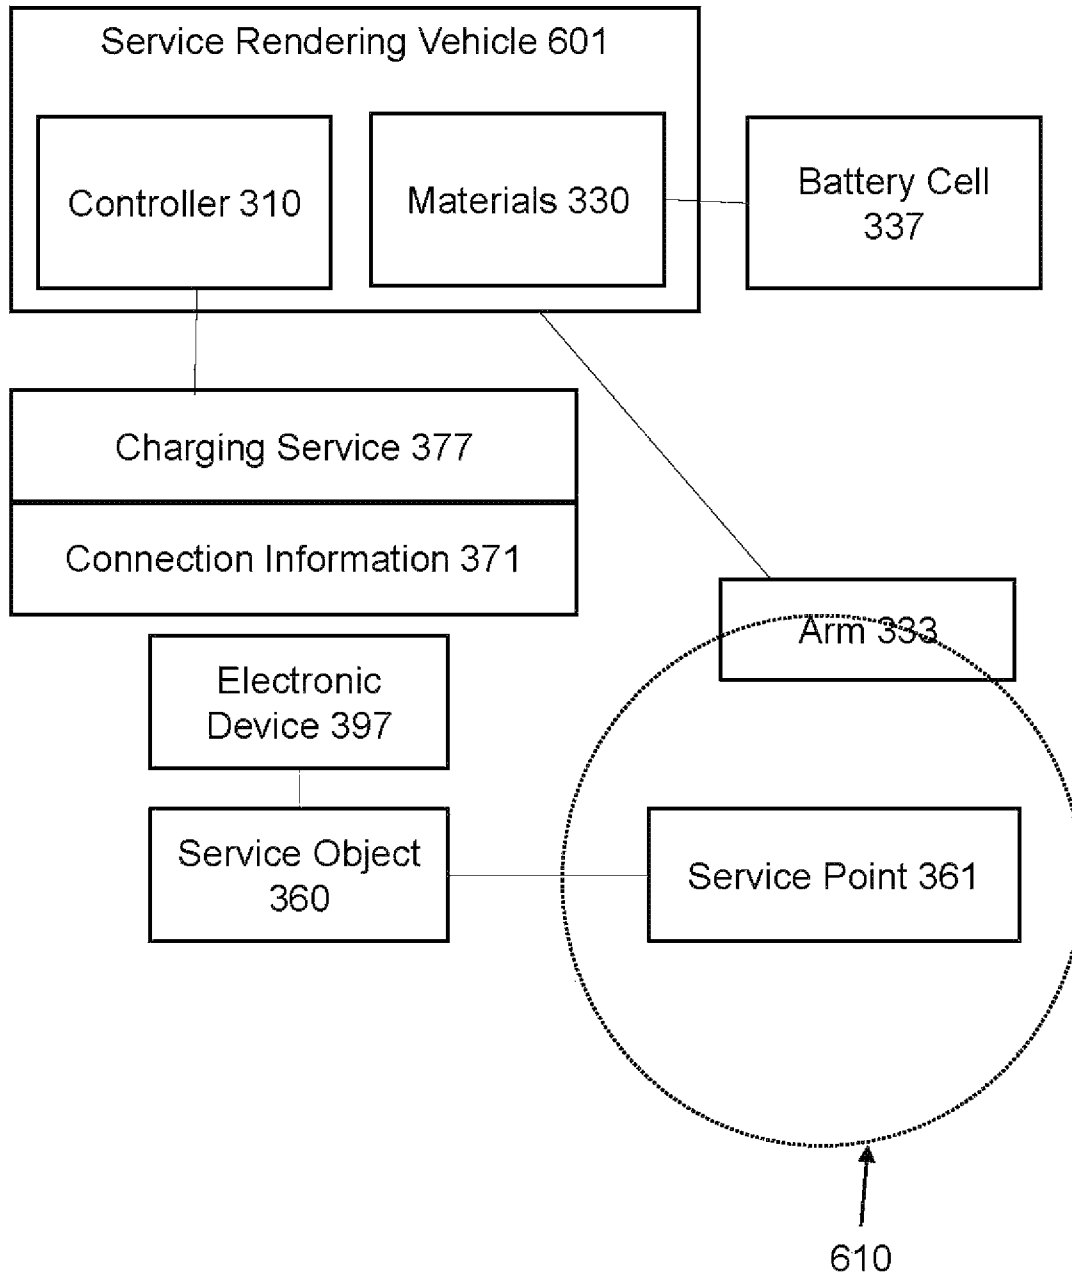 Service Rendering Vehicle 601
Controller 310
Materials 330
Battery Cell
337
Charging Service 377
Connection Information 371
Arm 333
Electronic
Device 397
Service Object
360
Service Point 361
610